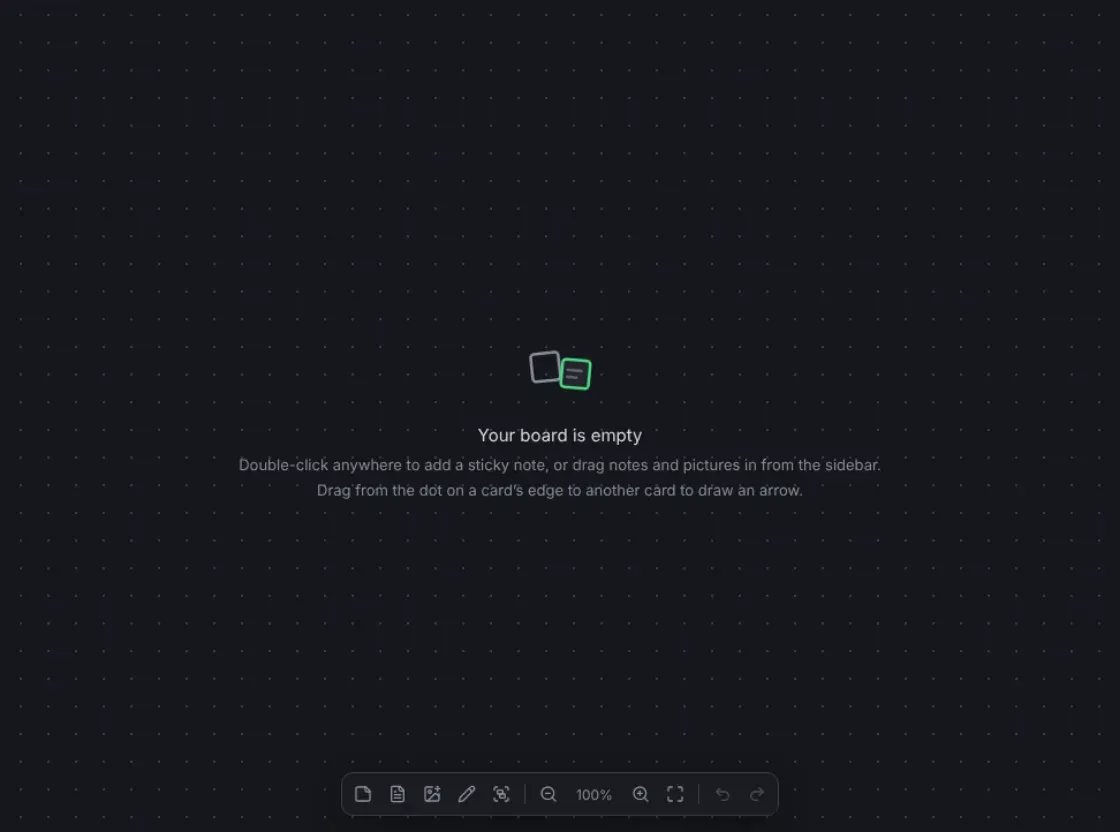 Your board is empty
Double-click anywhere to add a sticky note, or drag notes and pictures in from the sidebar.
Drag from the dot on a card's edge to another card to draw an arrow.
100%